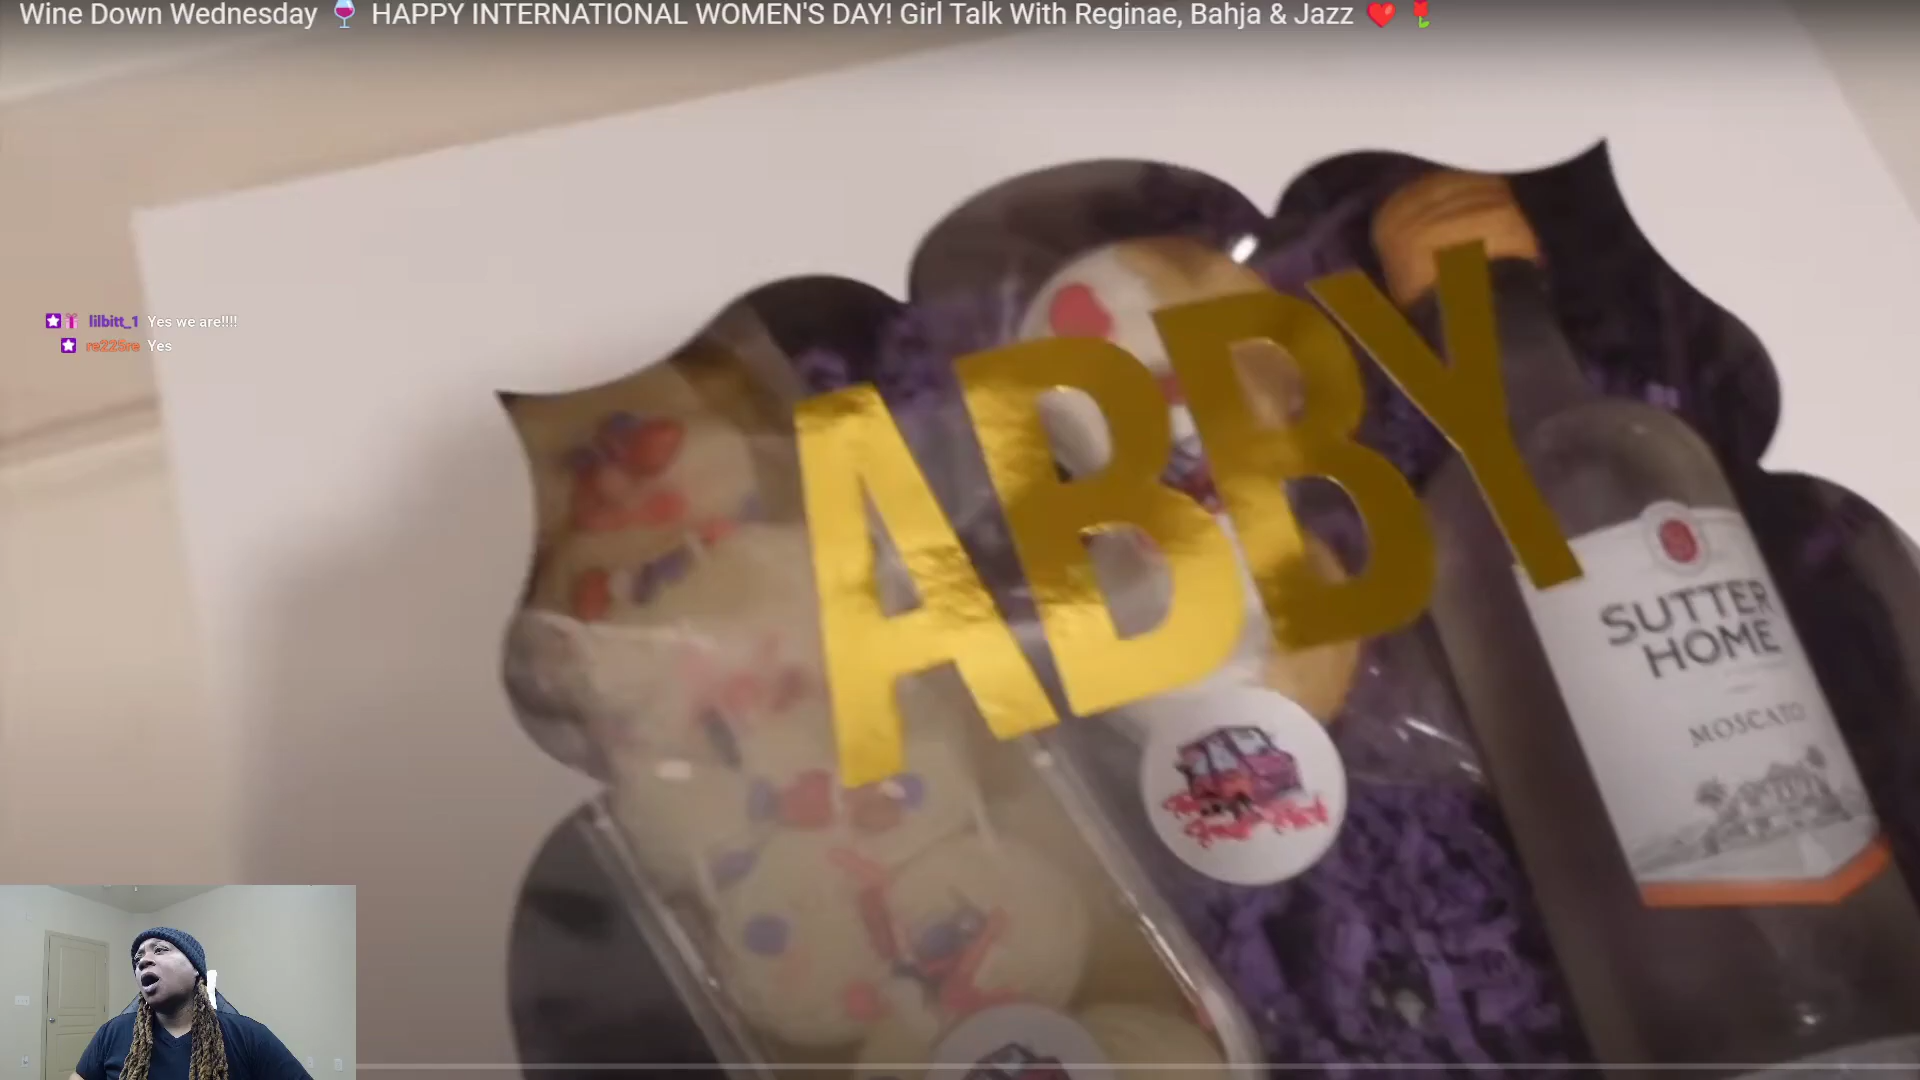 Wine Down Wednesday 🍷 HAPPY INTERNATIONAL WOMEN'S DAY! Girl Talk With Reginae, Bahja & Jazz ❤️ 🌹
lilbitt_1 Yes we are!!!!
re225re Yes
ABBY
SUTTER
HOME
MOSCATO